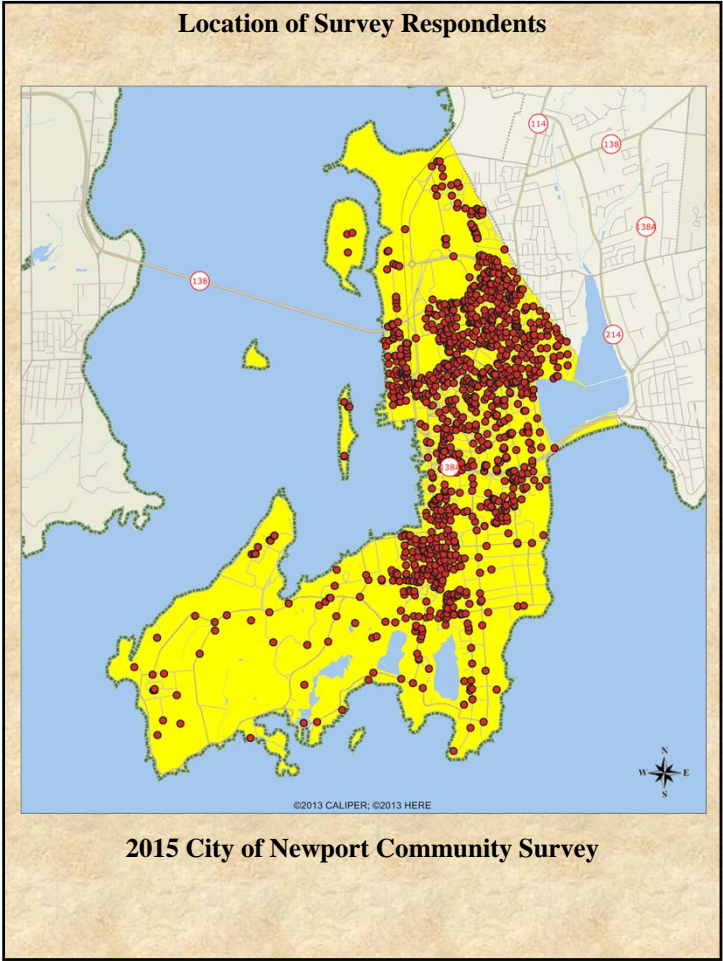 Location of Survey Respondents
114
138
138A
138
214
138A
N
W E
S
©2013 CALIPER; ©2013 HERE
2015 City of Newport Community Survey